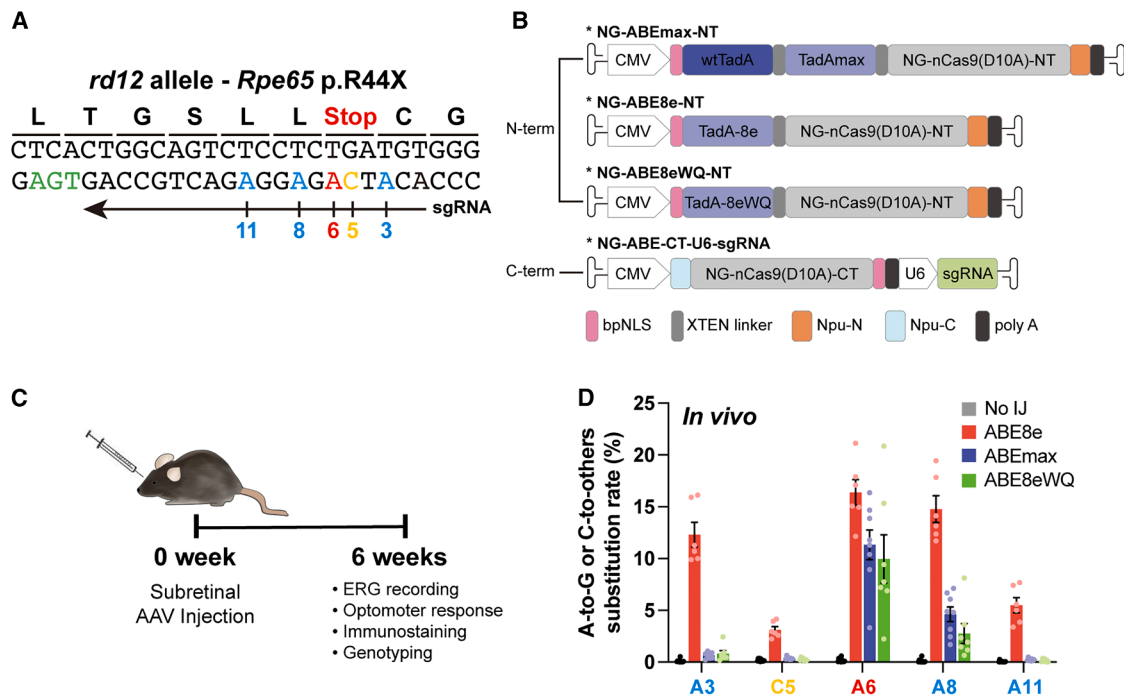 A
rd12 allele - Rpe65 p.R44X
L T G S L L Stop C G
CTCACTGGCAGTCTCCTCTGATGTGGG
GAGTGACCGTCAGAGGAGACTACACCC
sgRNA
11 8 6 5 3
B
* NG-ABEmax-NT
CMV wtTadA TadAmax NG-nCas9(D10A)-NT
* NG-ABE8e-NT
N-term
CMV TadA-8e NG-nCas9(D10A)-NT
* NG-ABE8eWQ-NT
CMV TadA-8eWQ NG-nCas9(D10A)-NT
* NG-ABE-CT-U6-sgRNA
C-term CMV NG-nCas9(D10A)-CT U6 sgRNA
bpNLS XTEN linker Npu-N Npu-C poly A
C
0 week
Subretinal
AAV Injection
6 weeks
• ERG recording
• Optomoter response
• Immunostaining
• Genotyping
D
In vivo
A-to-G or C-to-others
substitution rate (%)
25
20
15
10
5
0
No IJ
ABE8e
ABEmax
ABE8eWQ
A3 C5 A6 A8 A11